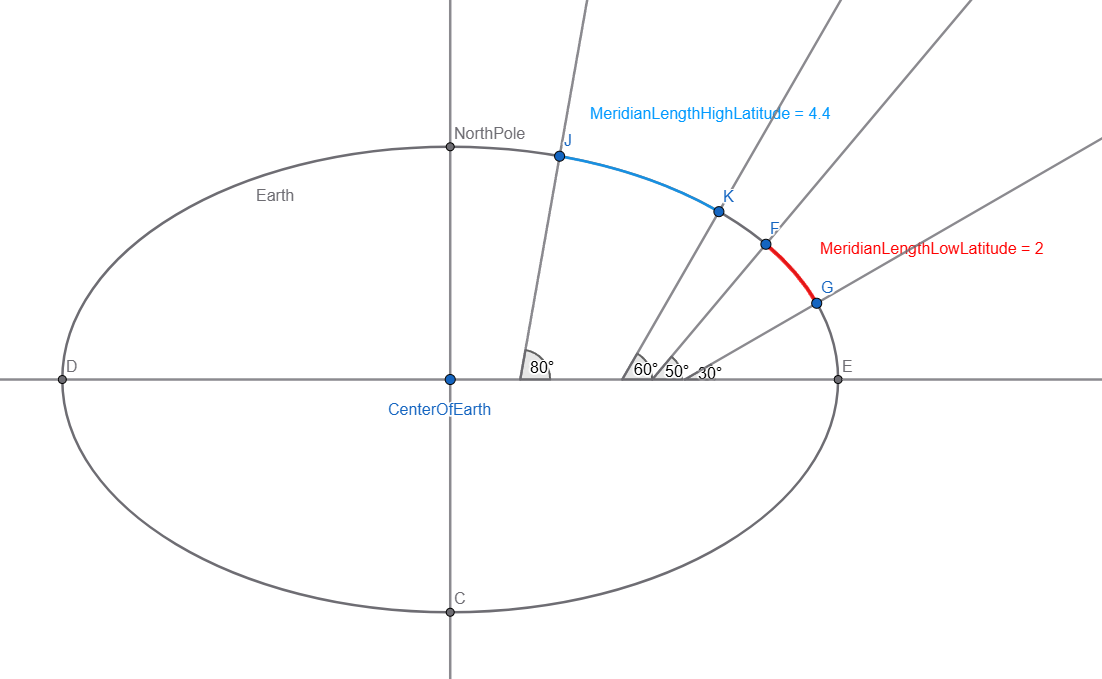 MeridianLengthHighLatitude = 4.4
NorthPole
J
Earth
K
F
MeridianLengthLowLatitude = 2
G
D
80°
60°
50°
30°
E
CenterOfEarth
C